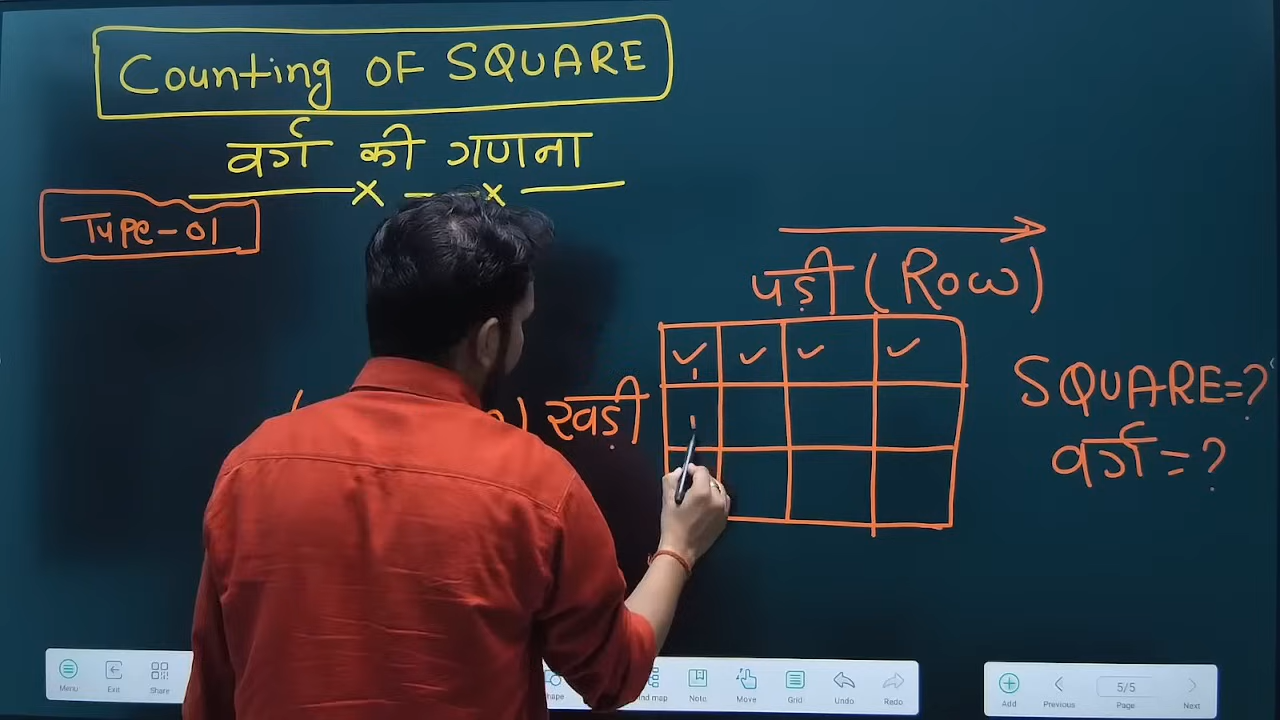 Counting OF SQUARE
वर्ग की गणना
Type-01
पड़ी (Row)
) खड़ी
SQUARE=?
वर्ग=?
Menu
Exit
Share
Note
Move
Grid
Undo
Redo
Add
Previous
5/5
Page
Next